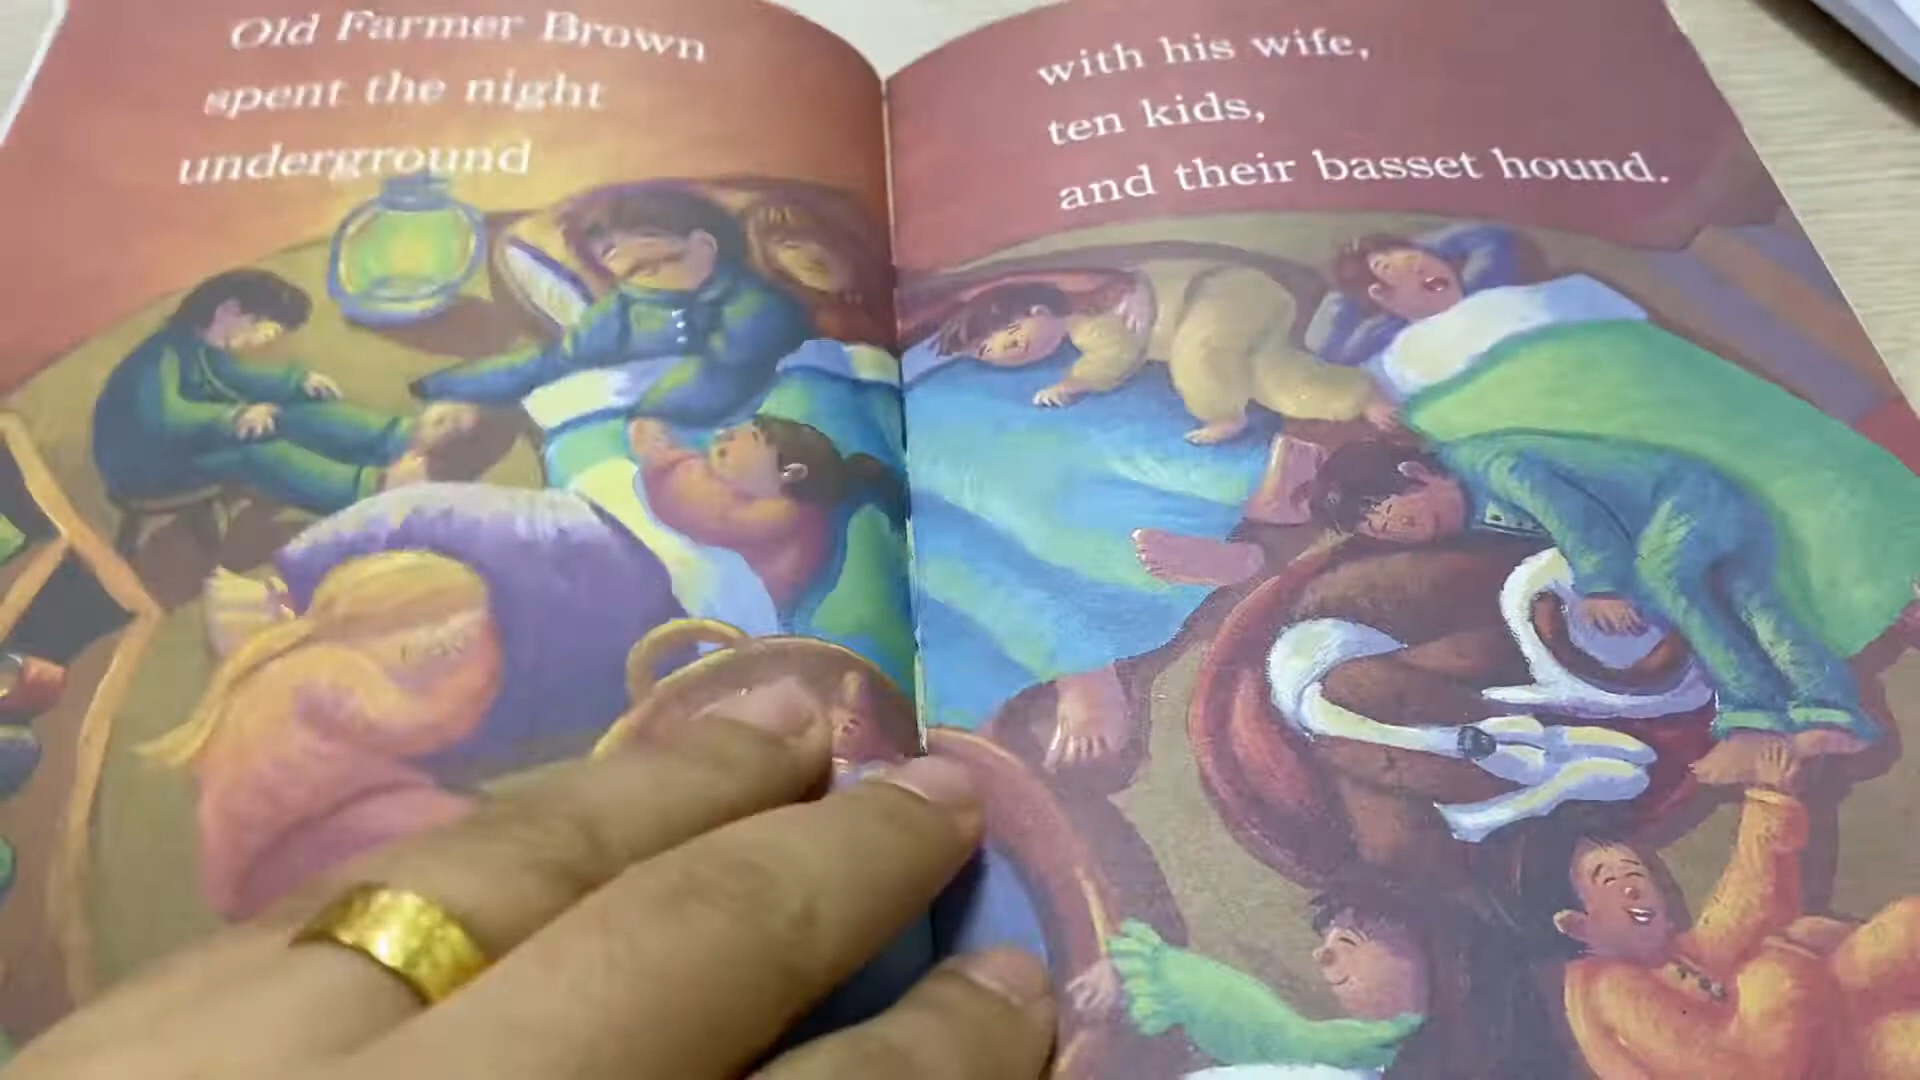 Old Farmer Brown
spent the night
underground
with his wife,
ten kids,
and their basset hound.